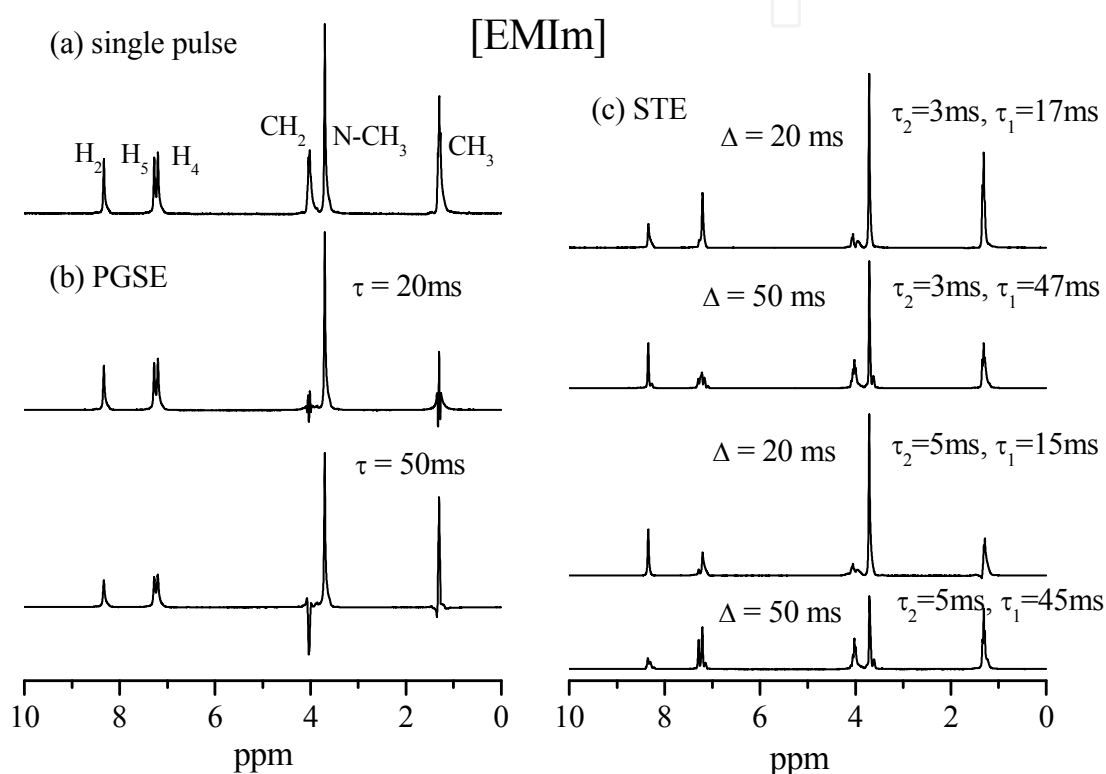 [EMIm]
(a) single pulse
H₂
H₅
H₄
CH₂
N-CH₃
CH₃
(b) PGSE
τ = 20ms
τ = 50ms
10 8 6 4 2 0
ppm
(c) STE
Δ = 20 ms
τ₂=3ms, τ₁=17ms
Δ = 50 ms
τ₂=3ms, τ₁=47ms
Δ = 20 ms
τ₂=5ms, τ₁=15ms
Δ = 50 ms
τ₂=5ms, τ₁=45ms
10 8 6 4 2 0
ppm